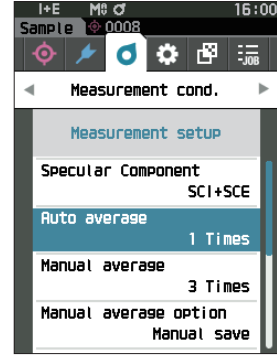 I+E M0 σ 16:00
Sample 0008
-JOB
Measurement cond.
Measurement setup
Specular Component
SCI+SCE
Auto average
1 Times
Manual average
3 Times
Manual average option
Manual save